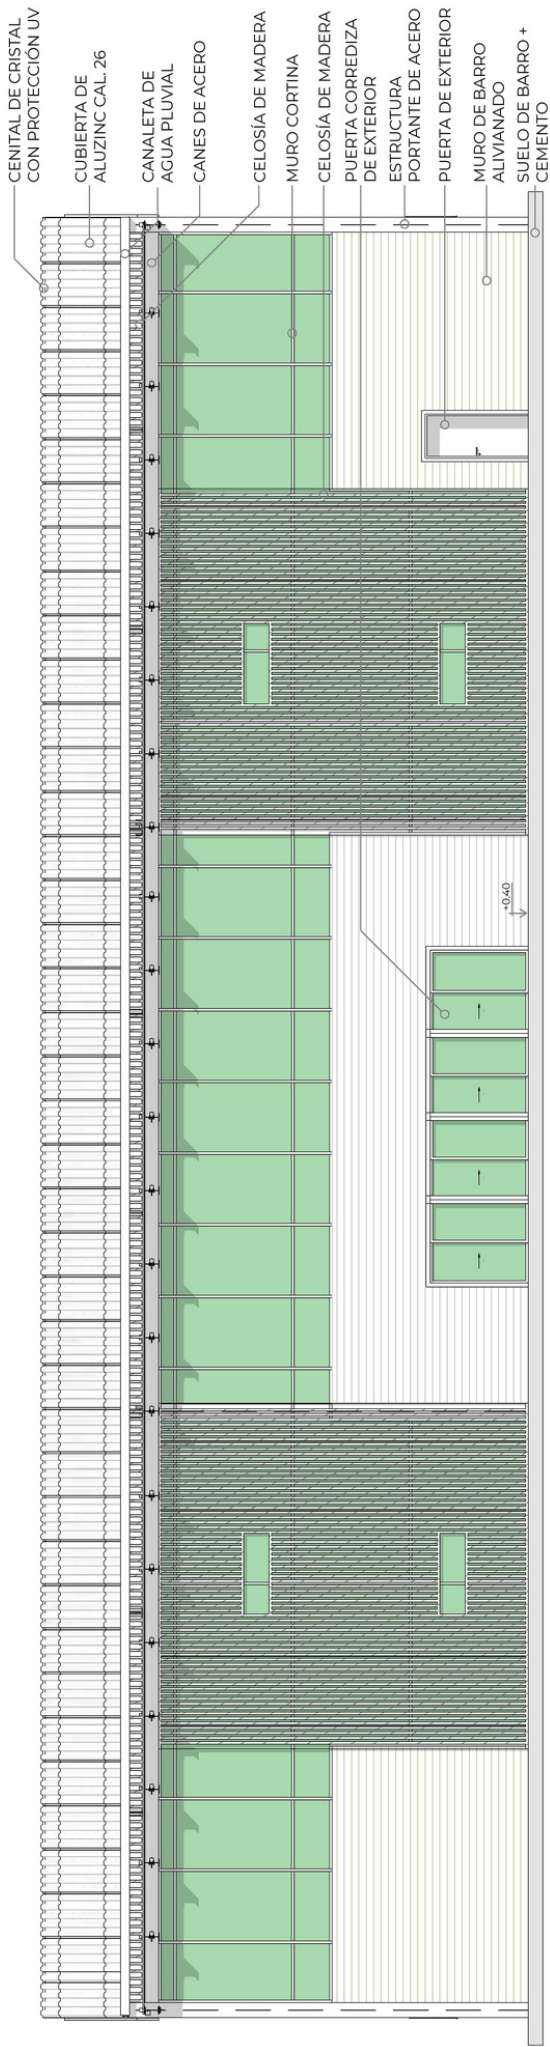 CENITAL DE CRISTAL
CON PROTECCIÓN UV
CUBIERTA DE
ALUZINC CAL. 26
CANALETA DE
AGUA PLUVIAL
CANES DE ACERO
CELOSÍA DE MADERA
MURO CORTINA
CELOSÍA DE MADERA
PUERTA CORREDIZA
DE EXTERIOR
ESTRUCTURA
PORTANTE DE ACERO
PUERTA DE EXTERIOR
MURO DE BARRO
ALIVIANADO
SUELO DE BARRO +
CEMENTO
+0.40